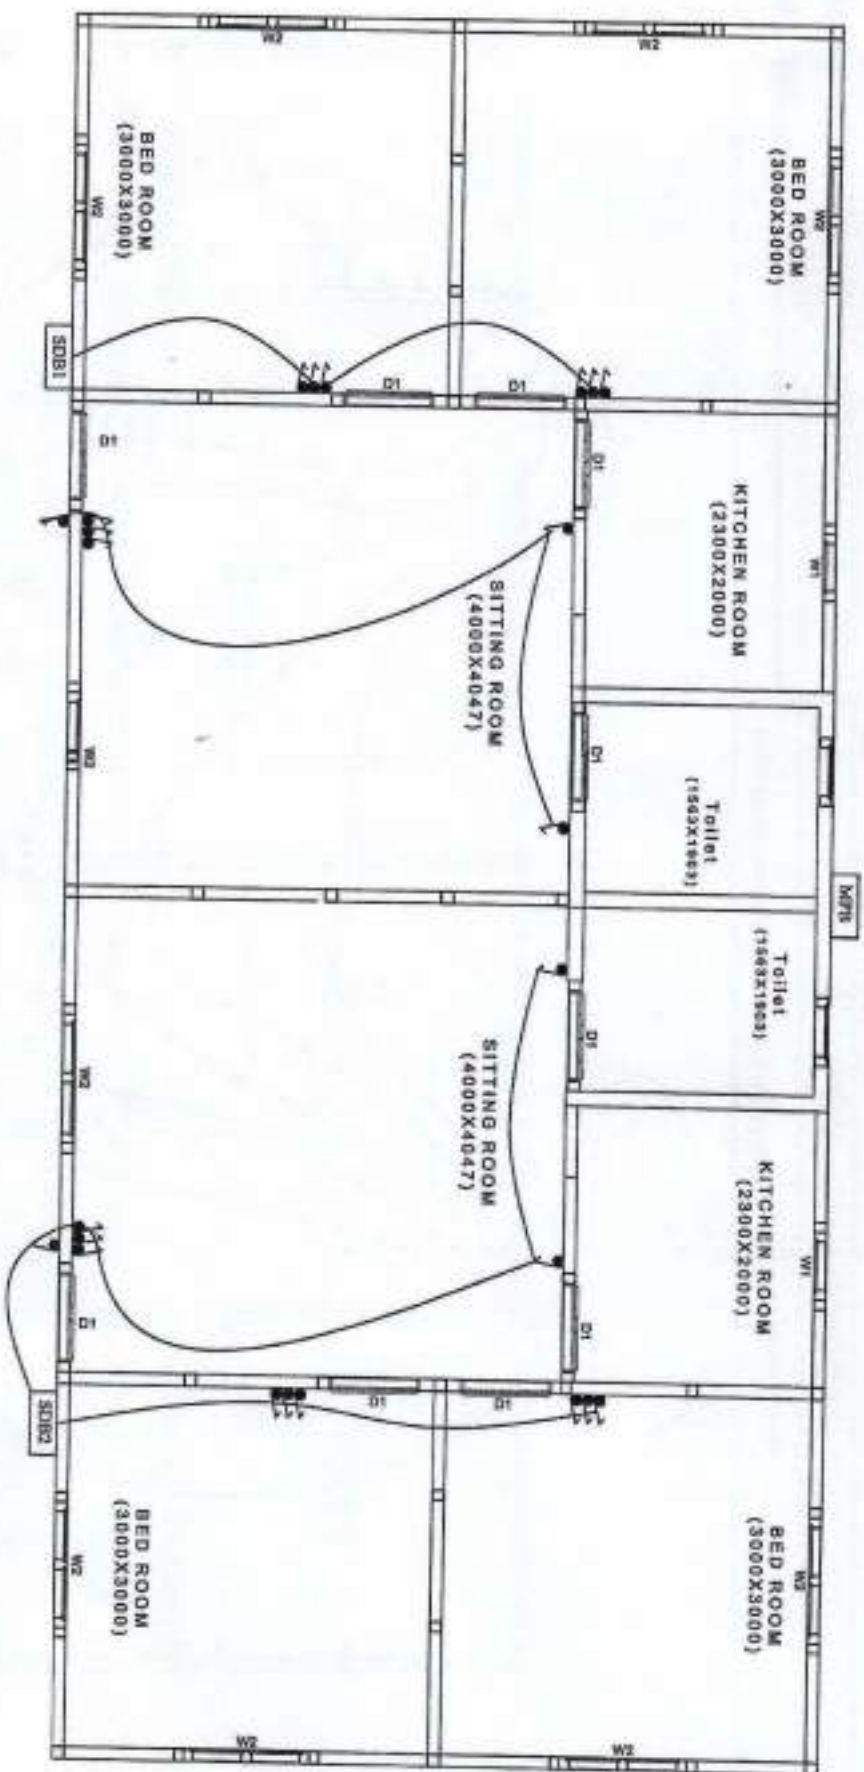 MPB
W2
W1
W1
W2
BED ROOM
(3000X3000)
KITCHEN ROOM
(2300X2000)
Toilet
(1563X1903)
Toilet
(1563X1903)
KITCHEN ROOM
(2300X2000)
BED ROOM
(3000X3000)
W2
W2
D1
D1
D1
D1
D1
D1
SITTING ROOM
(4000X4047)
SITTING ROOM
(4000X4047)
D1
D1
W2
W2
BED ROOM
(3000X3000)
BED ROOM
(3000X3000)
W2
D1
W2
W2
D1
W2
SDB1
SDB2